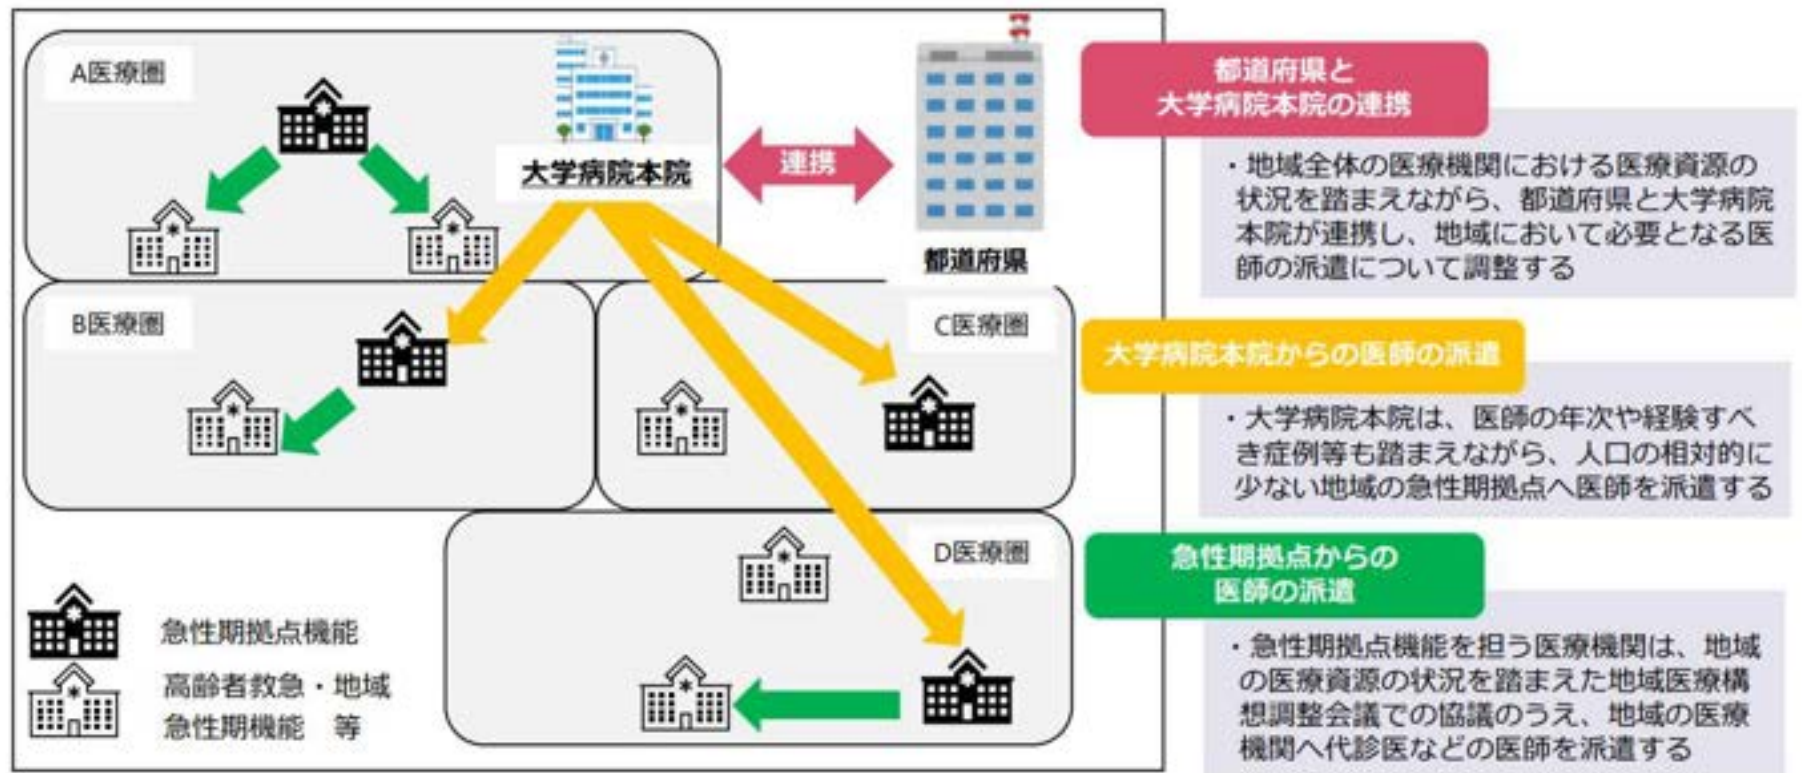 A医療圏
大学病院本院
連携
都道府県
B医療圏
C医療圏
D医療圏
急性期拠点機能
高齢者救急・地域
急性期機能　等
都道府県と
大学病院本院の連携
・地域全体の医療機関における医療資源の
状況を踏まえながら、都道府県と大学病院
本院が連携し、地域において必要となる医
師の派遣について調整する
大学病院本院からの医師の派遣
・大学病院本院は、医師の年次や経験すべ
き症例等も踏まえながら、人口の相対的に
少ない地域の急性期拠点へ医師を派遣する
急性期拠点からの
医師の派遣
・急性期拠点機能を担う医療機関は、地域
の医療資源の状況を踏まえた地域医療構
想調整会議での協議のうえ、地域の医療
機関へ代診医などの医師を派遣する